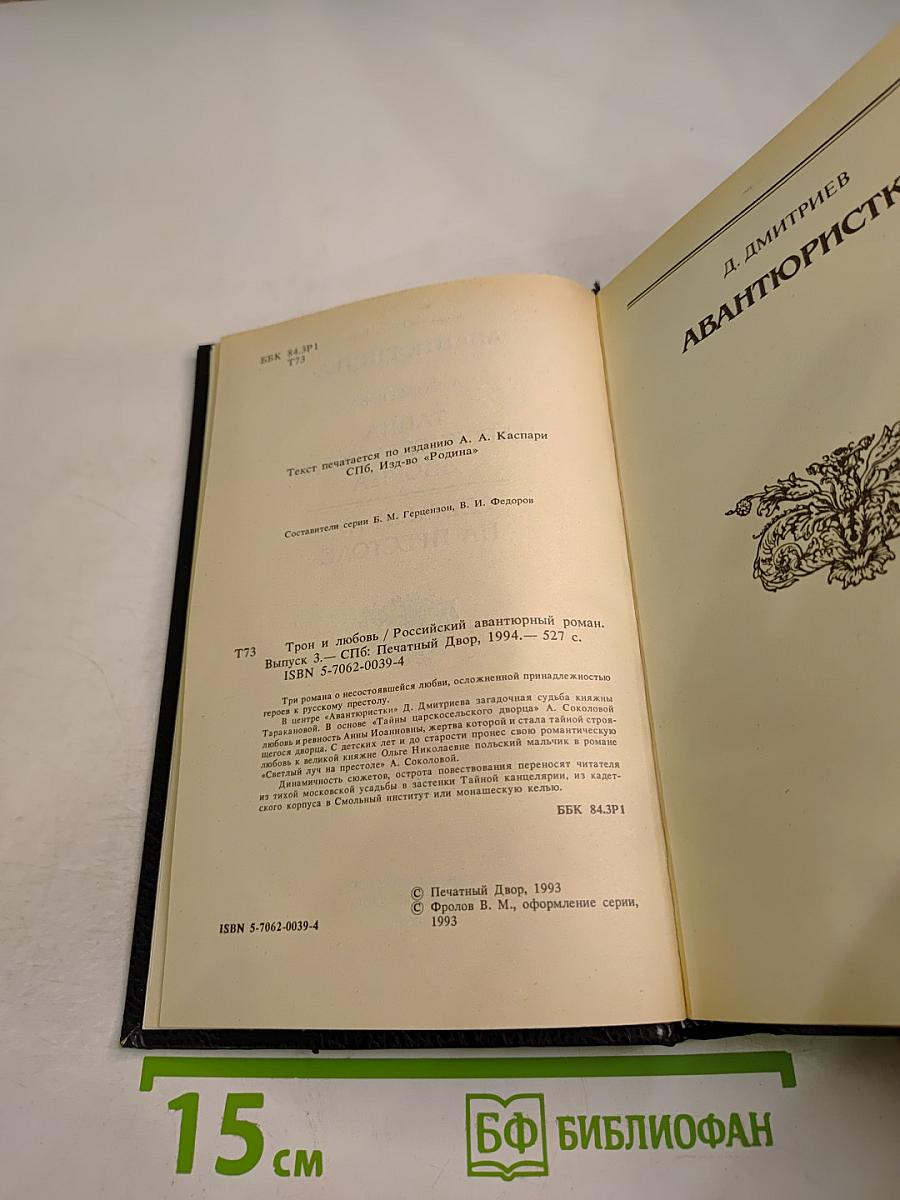 ББК 84.3Р1
Т73
Текст печатается по изданию А. А. Каспари
СПб, Изд-во «Родина»
Составители серии Б. М. Герцензон, В. И. Федоров
Т73 Трон и любовь / Российский авантюрный роман.
Выпуск 3.— СПб: Печатный Двор, 1994.— 527 с.
ISBN 5-7062-0039-4
Три романа о несостоявшейся любви, осложненной принадлежностью
героев к русскому престолу.
В центре «Авантюристки» Д. Дмитриева загадочная судьба княжны
Таракановой. В основе «Тайны царскосельского дворца» А. Соколовой
любовь и ревность Анны Иоанновны, жертва которой и стала тайной строя-
щегося дворца. С детских лет и до старости пронес свою романтическую
любовь к великой княжне Ольге Николаевне польский мальчик в романе
«Светлый луч на престоле» А. Соколовой.
Динамичность сюжетов, острота повествования переносят читателя
из тихой московской усадьбы в застенки Тайной канцелярии, из кадет-
ского корпуса в Смольный институт или монашескую келью.
ББК 84.3Р1
© Печатный Двор, 1993
© Фролов В. М., оформление серии,
1993
ISBN 5-7062-0039-4
Д. ДМИТРИЕВ
АВАНТЮРИСТК
15 см
БФ БИБЛИОФАН